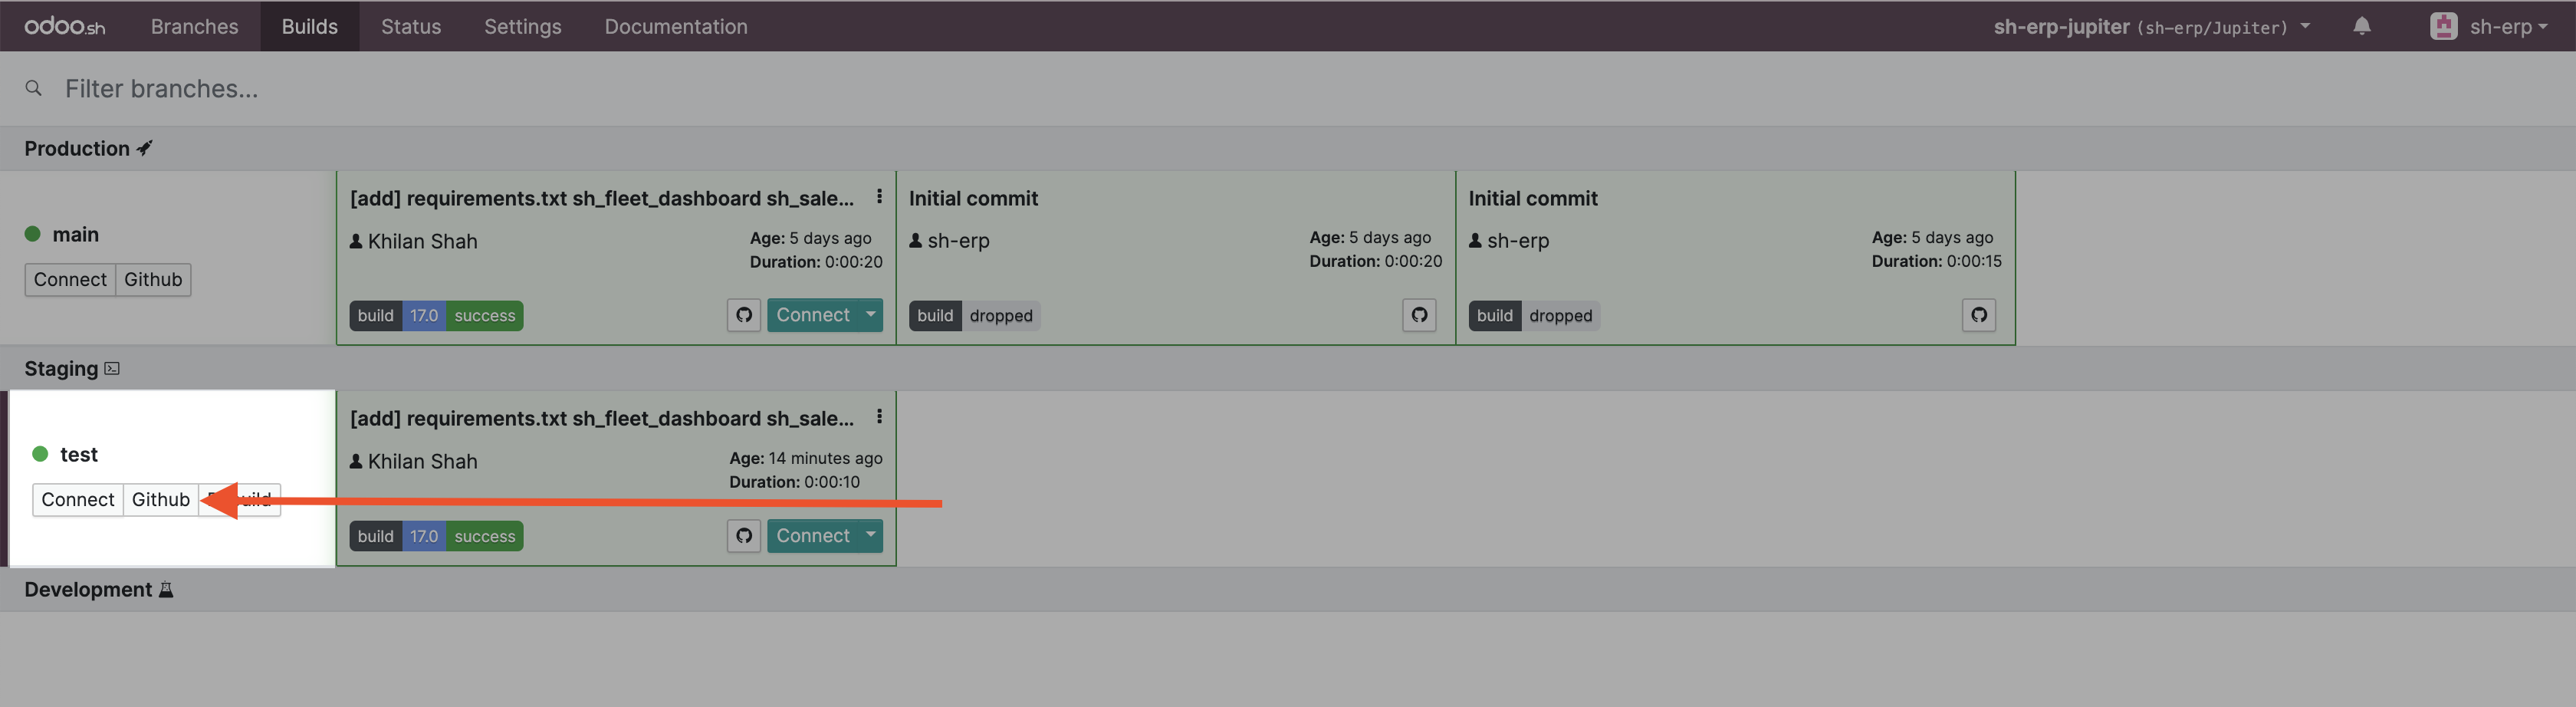 odoo.sh Branches Builds Status Settings Documentation sh-erp-jupiter (sh-erp/Jupiter) sh-erp
Filter branches...
Production
main
Connect Github
[add] requirements.txt sh_fleet_dashboard sh_sale...
Khilan Shah
Age: 5 days ago
Duration: 0:00:20
build 17.0 success
Connect
Initial commit
sh-erp
Age: 5 days ago
Duration: 0:00:20
build dropped
Initial commit
sh-erp
Age: 5 days ago
Duration: 0:00:15
build dropped
Staging
test
Connect Github
[add] requirements.txt sh_fleet_dashboard sh_sale...
Khilan Shah
Age: 14 minutes ago
Duration: 0:00:10
build 17.0 success
Connect
Development